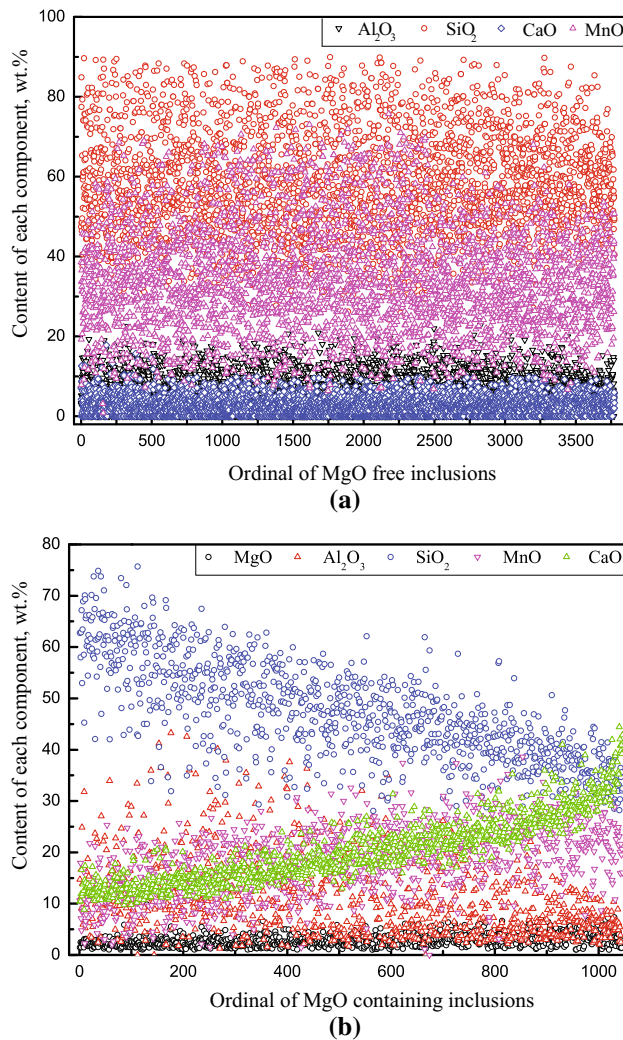 Al₂O₃ SiO₂ CaO MnO
100
80
60
40
20
0
Content of each component, wt.%
0 500 1000 1500 2000 2500 3000 3500
Ordinal of MgO free inclusions
(a)
MgO Al₂O₃ SiO₂ MnO CaO
80
70
60
50
40
30
20
10
0
Content of each component, wt.%
0 200 400 600 800 1000
Ordinal of MgO containing inclusions
(b)